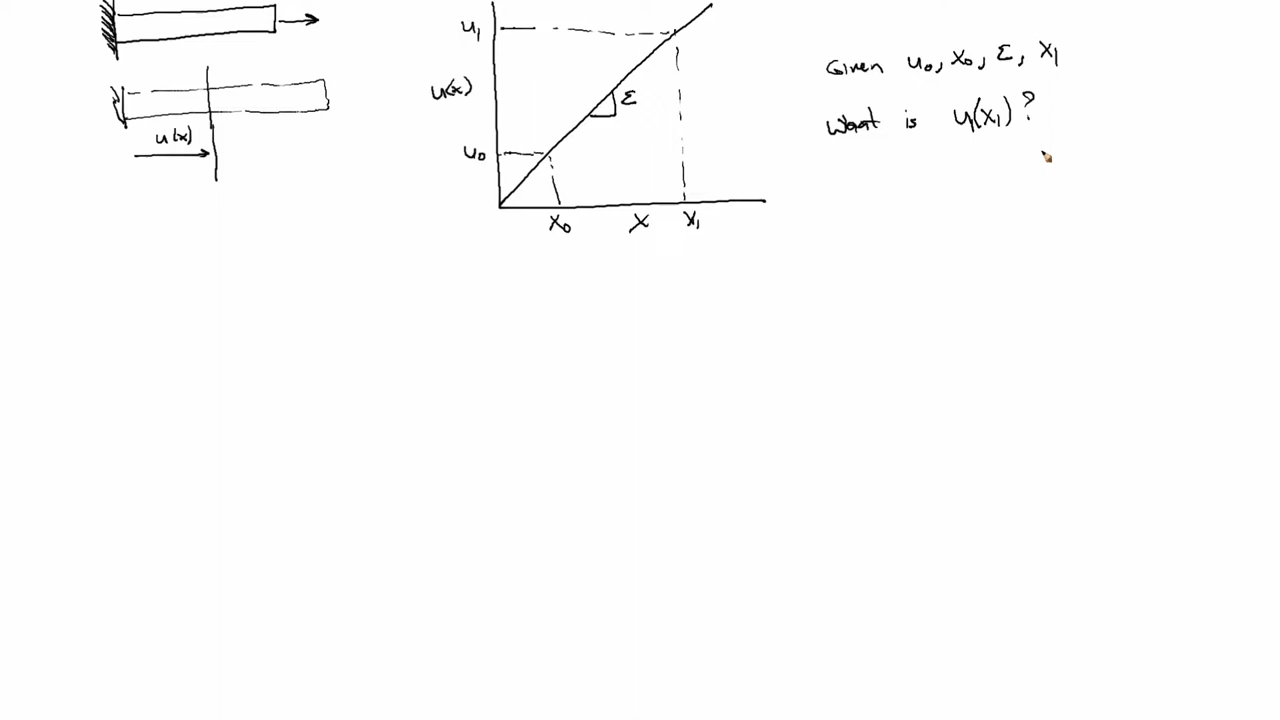 u(x)
u₁
u(x)
ε
u₀
x₀ x x₁
Given u₀, x₀, ε, x₁
What is u(x₁)?